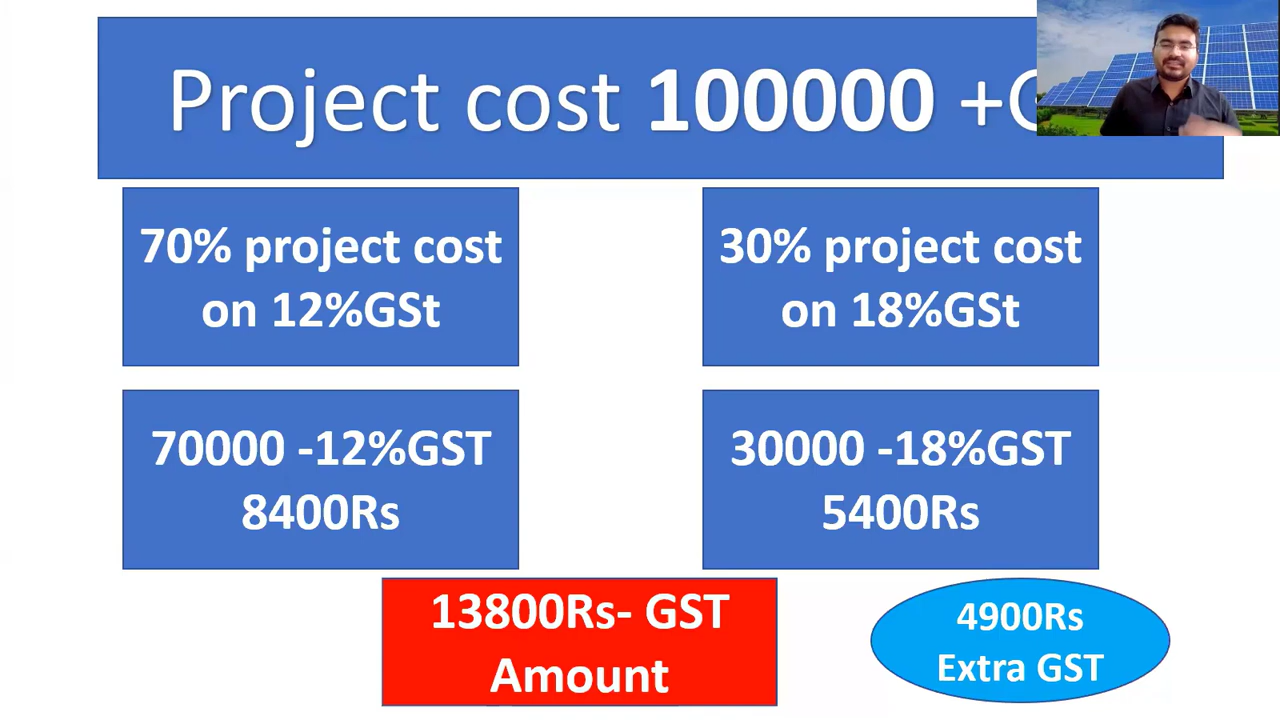 Project cost 100000 +
70% project cost
on 12%GSt
30% project cost
on 18%GSt
70000 -12%GST
8400Rs
30000 -18%GST
5400Rs
13800Rs- GST
Amount
4900Rs
Extra GST